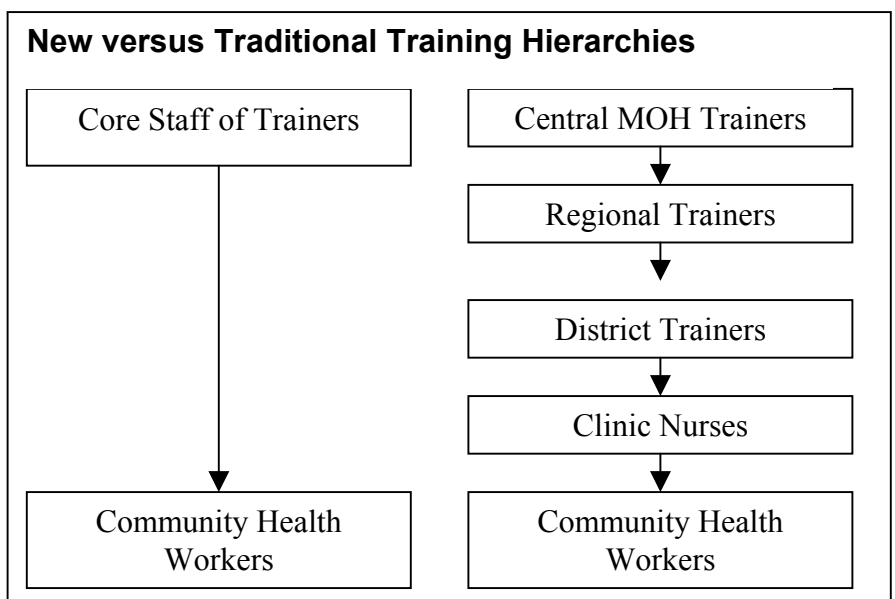 New versus Traditional Training Hierarchies
Core Staff of Trainers
Community Health
Workers
Central MOH Trainers
Regional Trainers
District Trainers
Clinic Nurses
Community Health
Workers